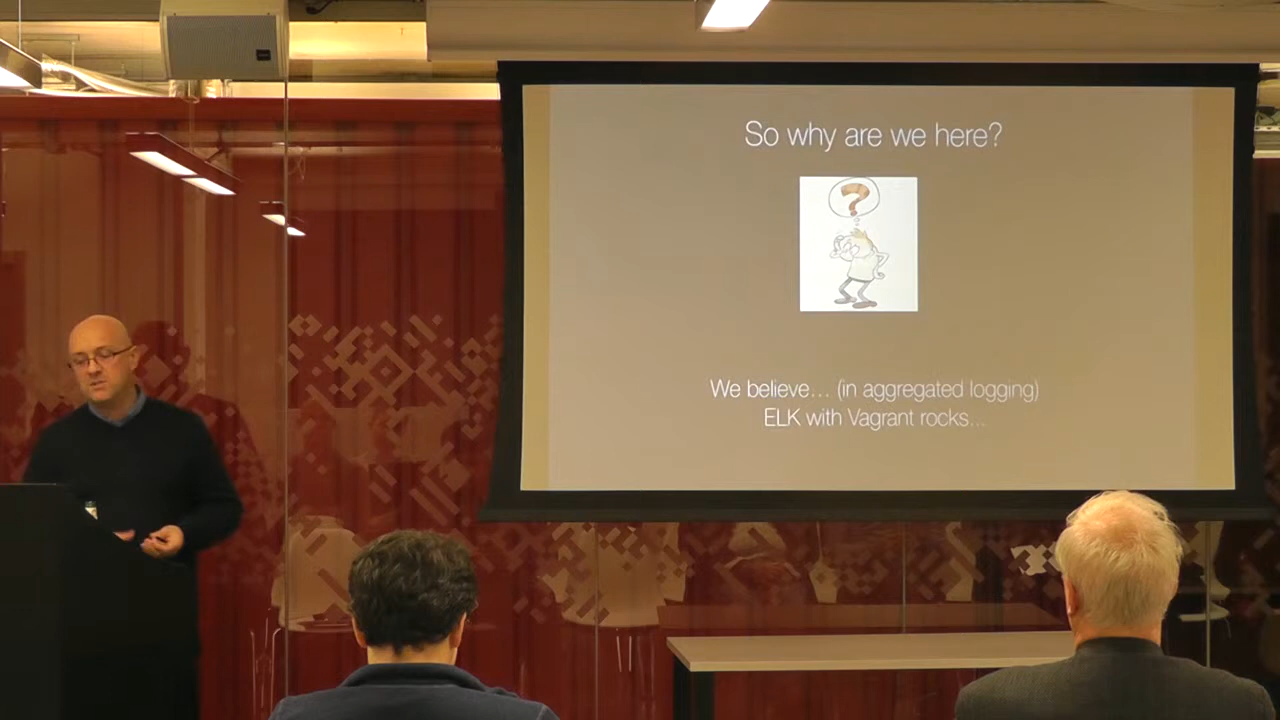 So why are we here?
?
We believe... (in aggregated logging)
ELK with Vagrant rocks...